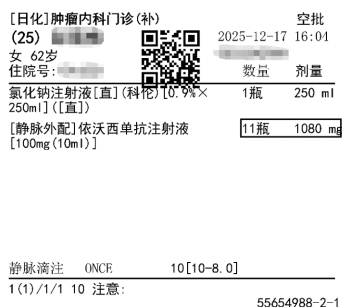 [日化]肿瘤内科门诊(补) 空批
(25) 2025-12-17 16:04
女 62岁
住院号: 数量 剂量
氯化钠注射液[直](科伦)[0.9%×250ml]([直]) 1瓶 250 ml
[静脉外配]依沃西单抗注射液 11瓶 1080 mg
[100mg(10ml)]
静脉滴注 ONCE 10[10-8.0]
1(1)/1/1 10 注意:
55654988-2-1